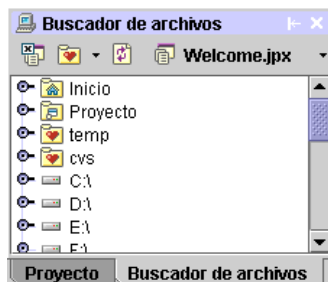 Buscador de archivos
Welcome.jpx
Inicio
Proyecto
temp
cvs
C:\
D:\
E:\
F:\
Proyecto Buscador de archivos